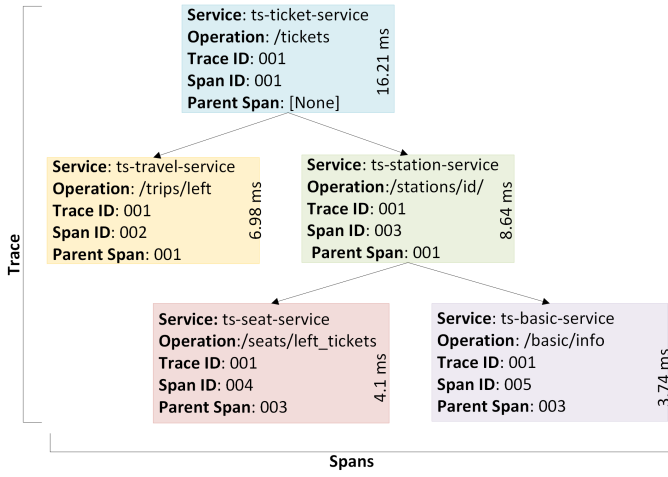 Service: ts-ticket-service
Operation: /tickets
Trace ID: 001
Span ID: 001
Parent Span: [None]
16.21 ms
Service: ts-travel-service
Operation: /trips/left
Trace ID: 001
Span ID: 002
Parent Span: 001
6.98 ms
Service: ts-station-service
Operation:/stations/id/
Trace ID: 001
Span ID: 003
Parent Span: 001
8.64 ms
Trace
Service: ts-seat-service
Operation:/seats/left_tickets
Trace ID: 001
Span ID: 004
Parent Span: 003
4.1 ms
Service: ts-basic-service
Operation: /basic/info
Trace ID: 001
Span ID: 005
Parent Span: 003
3.74 ms
Spans